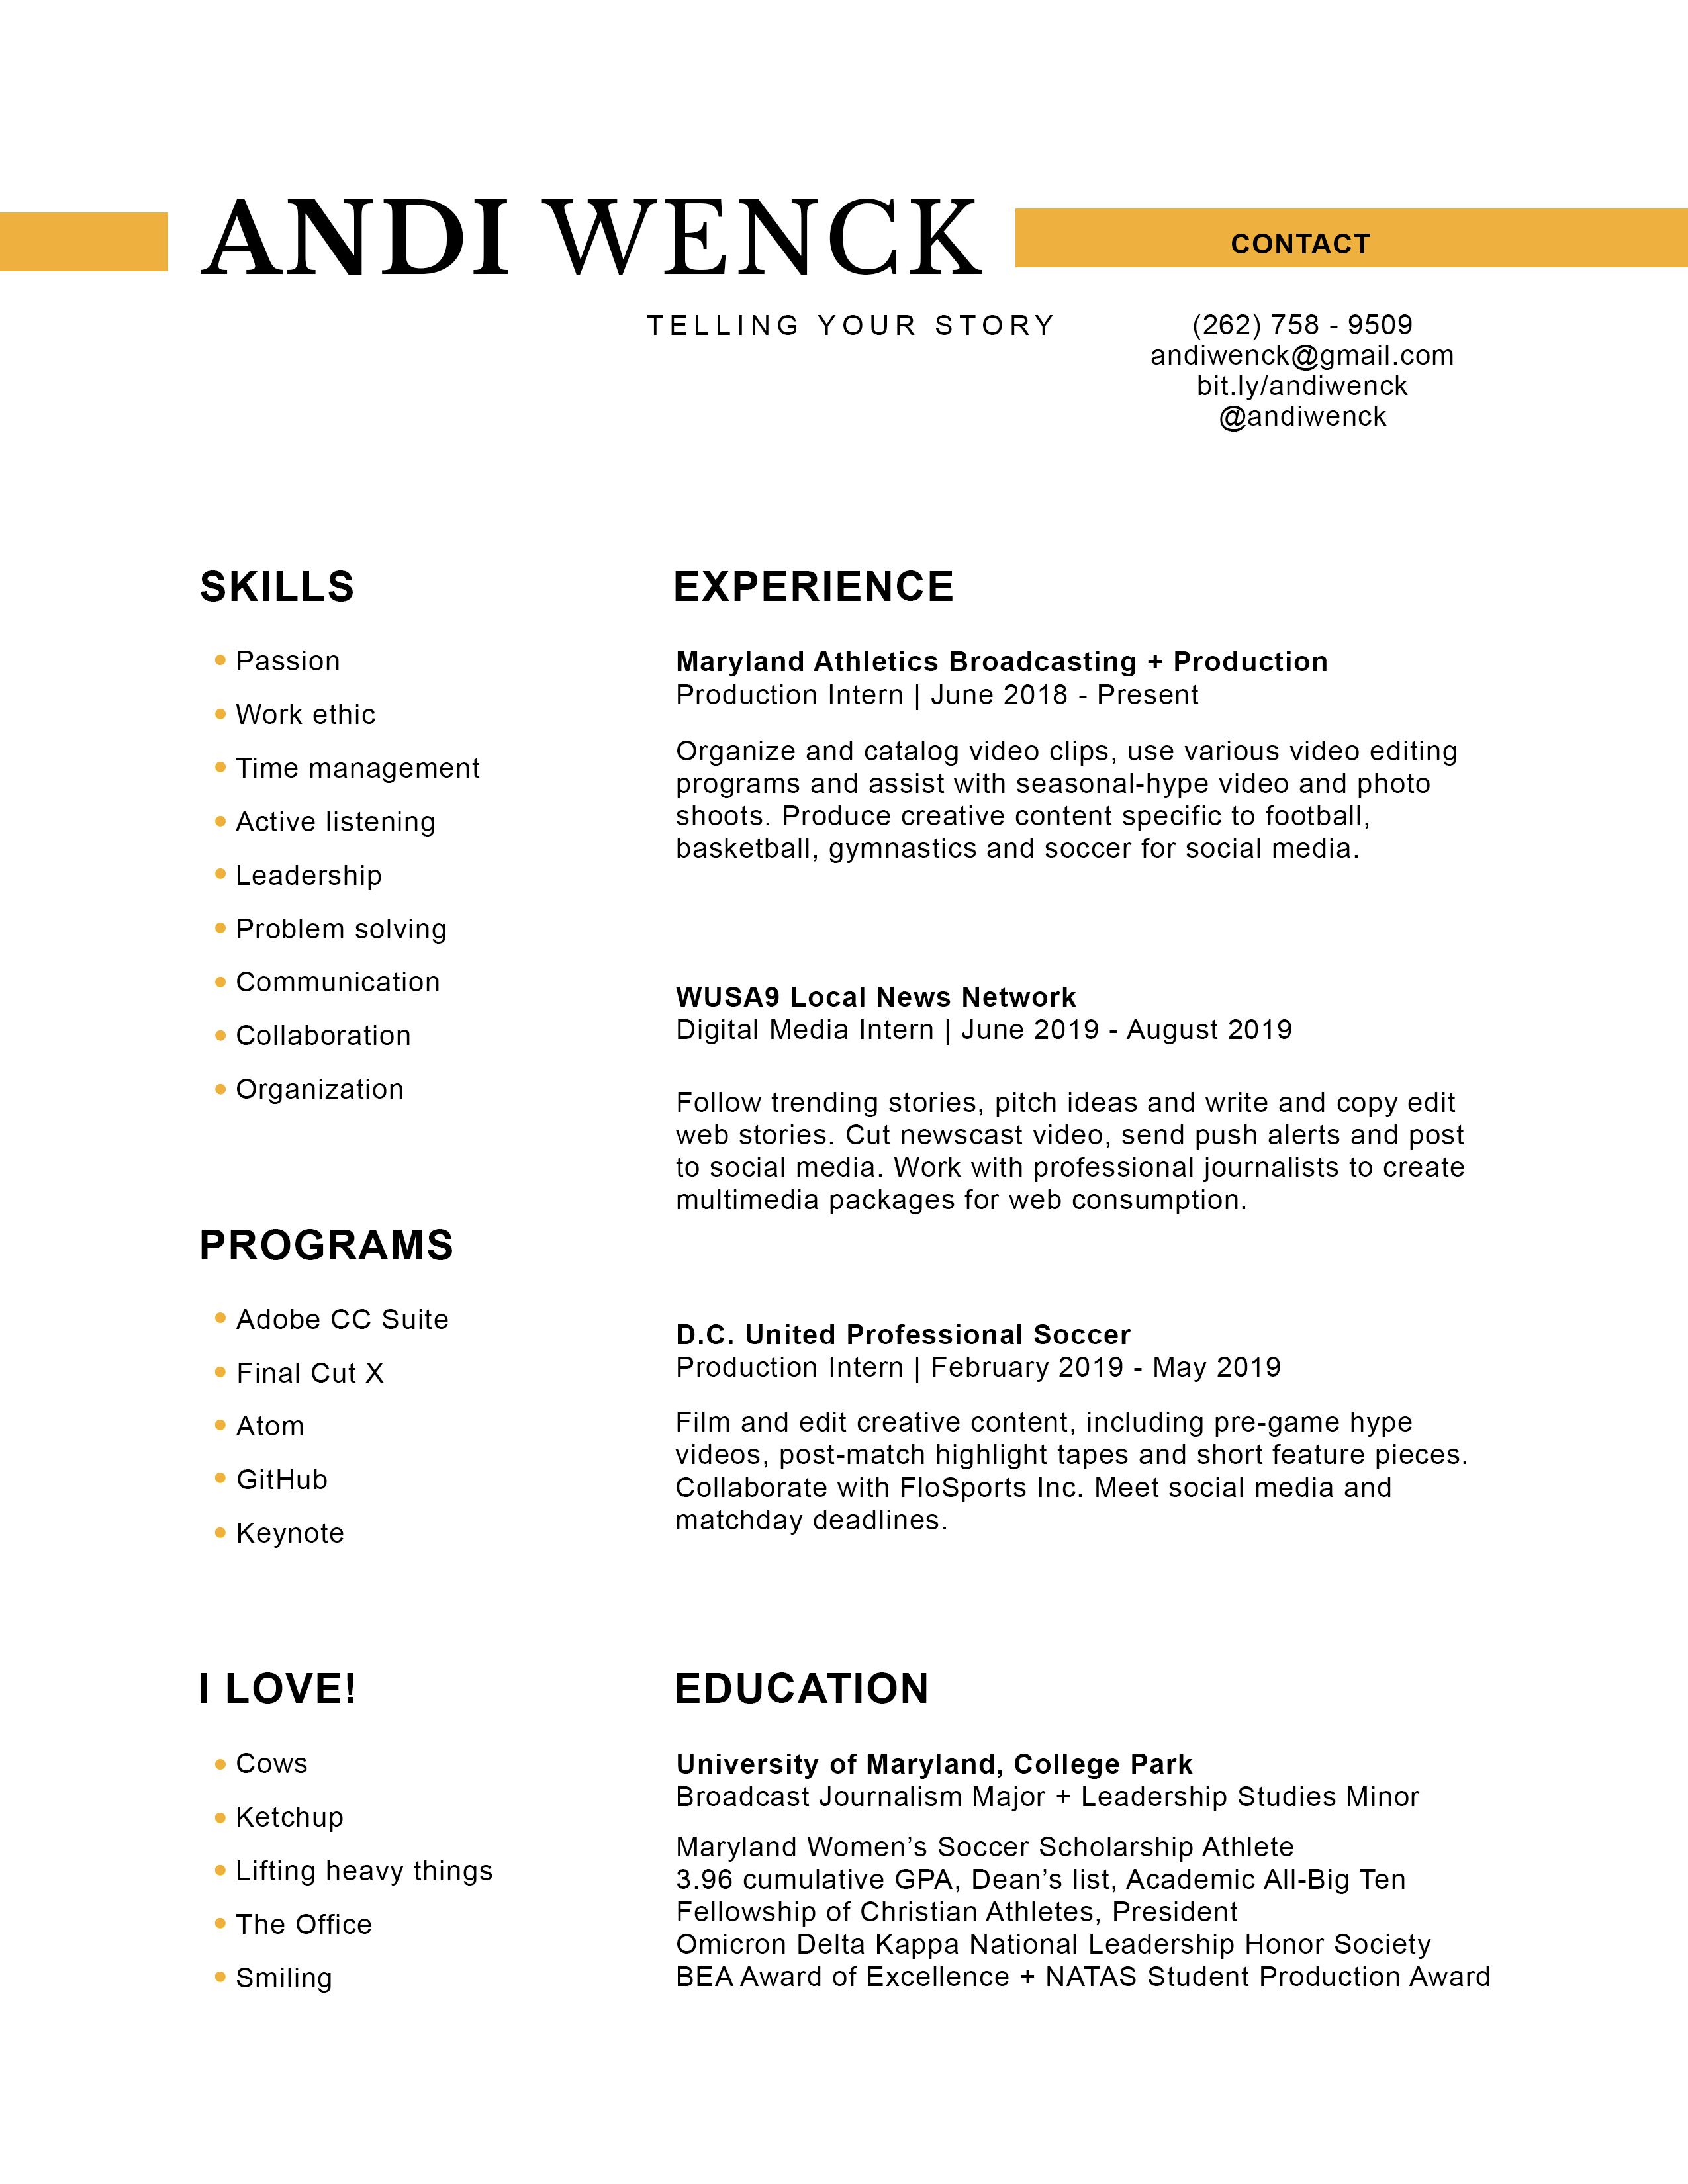 ANDI WENCK
TELLING YOUR STORY
CONTACT
(262) 758 - 9509
andiwenck@gmail.com
bit.ly/andiwenck
@andiwenck
SKILLS
Passion
Work ethic
Time management
Active listening
Leadership
Problem solving
Communication
Collaboration
Organization
PROGRAMS
Adobe CC Suite
Final Cut X
Atom
GitHub
Keynote
I LOVE!
Cows
Ketchup
Lifting heavy things
The Office
Smiling
EXPERIENCE
Maryland Athletics Broadcasting + Production
Production Intern | June 2018 - Present
Organize and catalog video clips, use various video editing
programs and assist with seasonal-hype video and photo
shoots. Produce creative content specific to football,
basketball, gymnastics and soccer for social media.
WUSA9 Local News Network
Digital Media Intern | June 2019 - August 2019
Follow trending stories, pitch ideas and write and copy edit
web stories. Cut newscast video, send push alerts and post
to social media. Work with professional journalists to create
multimedia packages for web consumption.
D.C. United Professional Soccer
Production Intern | February 2019 - May 2019
Film and edit creative content, including pre-game hype
videos, post-match highlight tapes and short feature pieces.
Collaborate with FloSports Inc. Meet social media and
matchday deadlines.
EDUCATION
University of Maryland, College Park
Broadcast Journalism Major + Leadership Studies Minor
Maryland Women’s Soccer Scholarship Athlete
3.96 cumulative GPA, Dean’s list, Academic All-Big Ten
Fellowship of Christian Athletes, President
Omicron Delta Kappa National Leadership Honor Society
BEA Award of Excellence + NATAS Student Production Award